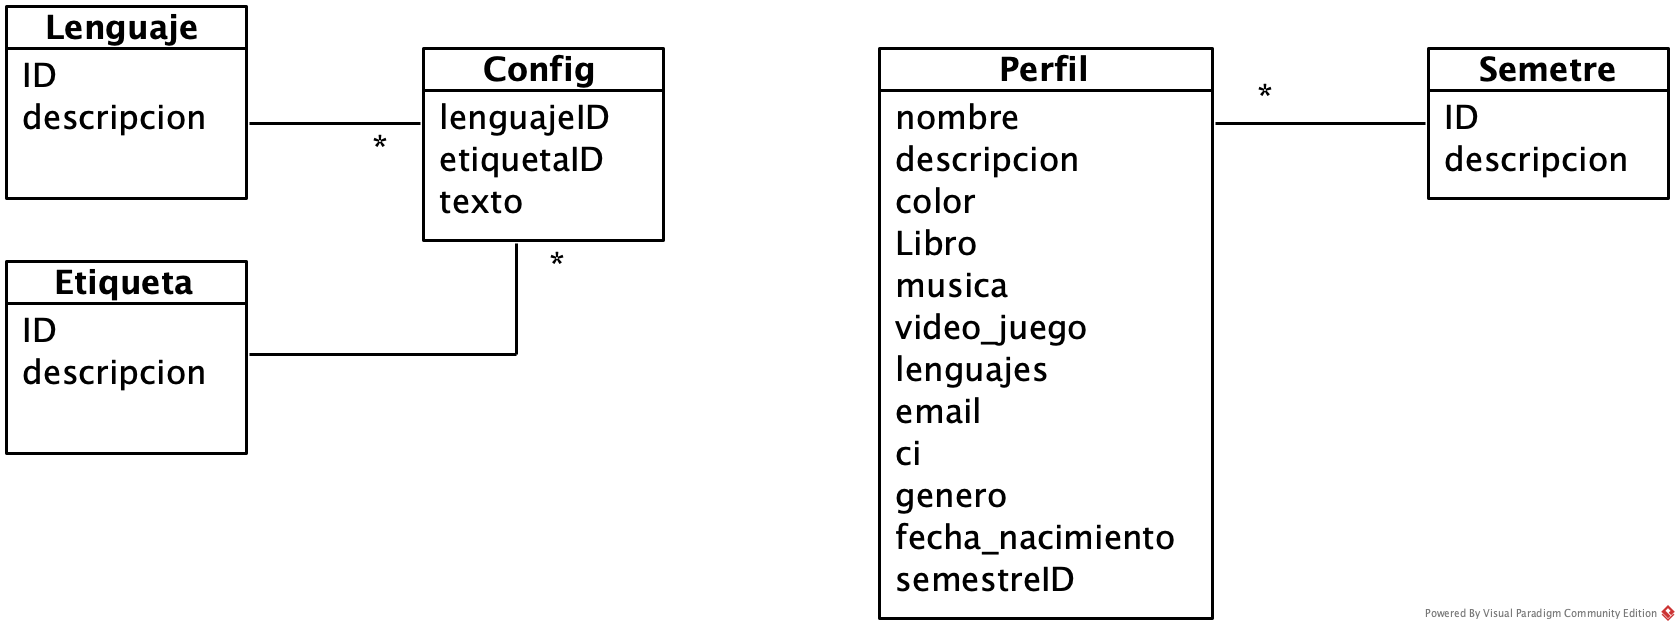 Lenguaje
ID
descripcion
*
Config
lenguajeID
etiquetaID
texto
*
Etiqueta
ID
descripcion
Perfil
nombre
descripcion
color
Libro
musica
video_juego
lenguajes
email
ci
genero
fecha_nacimiento
semestreID
*
Semetre
ID
descripcion
Powered By Visual Paradigm Community Edition